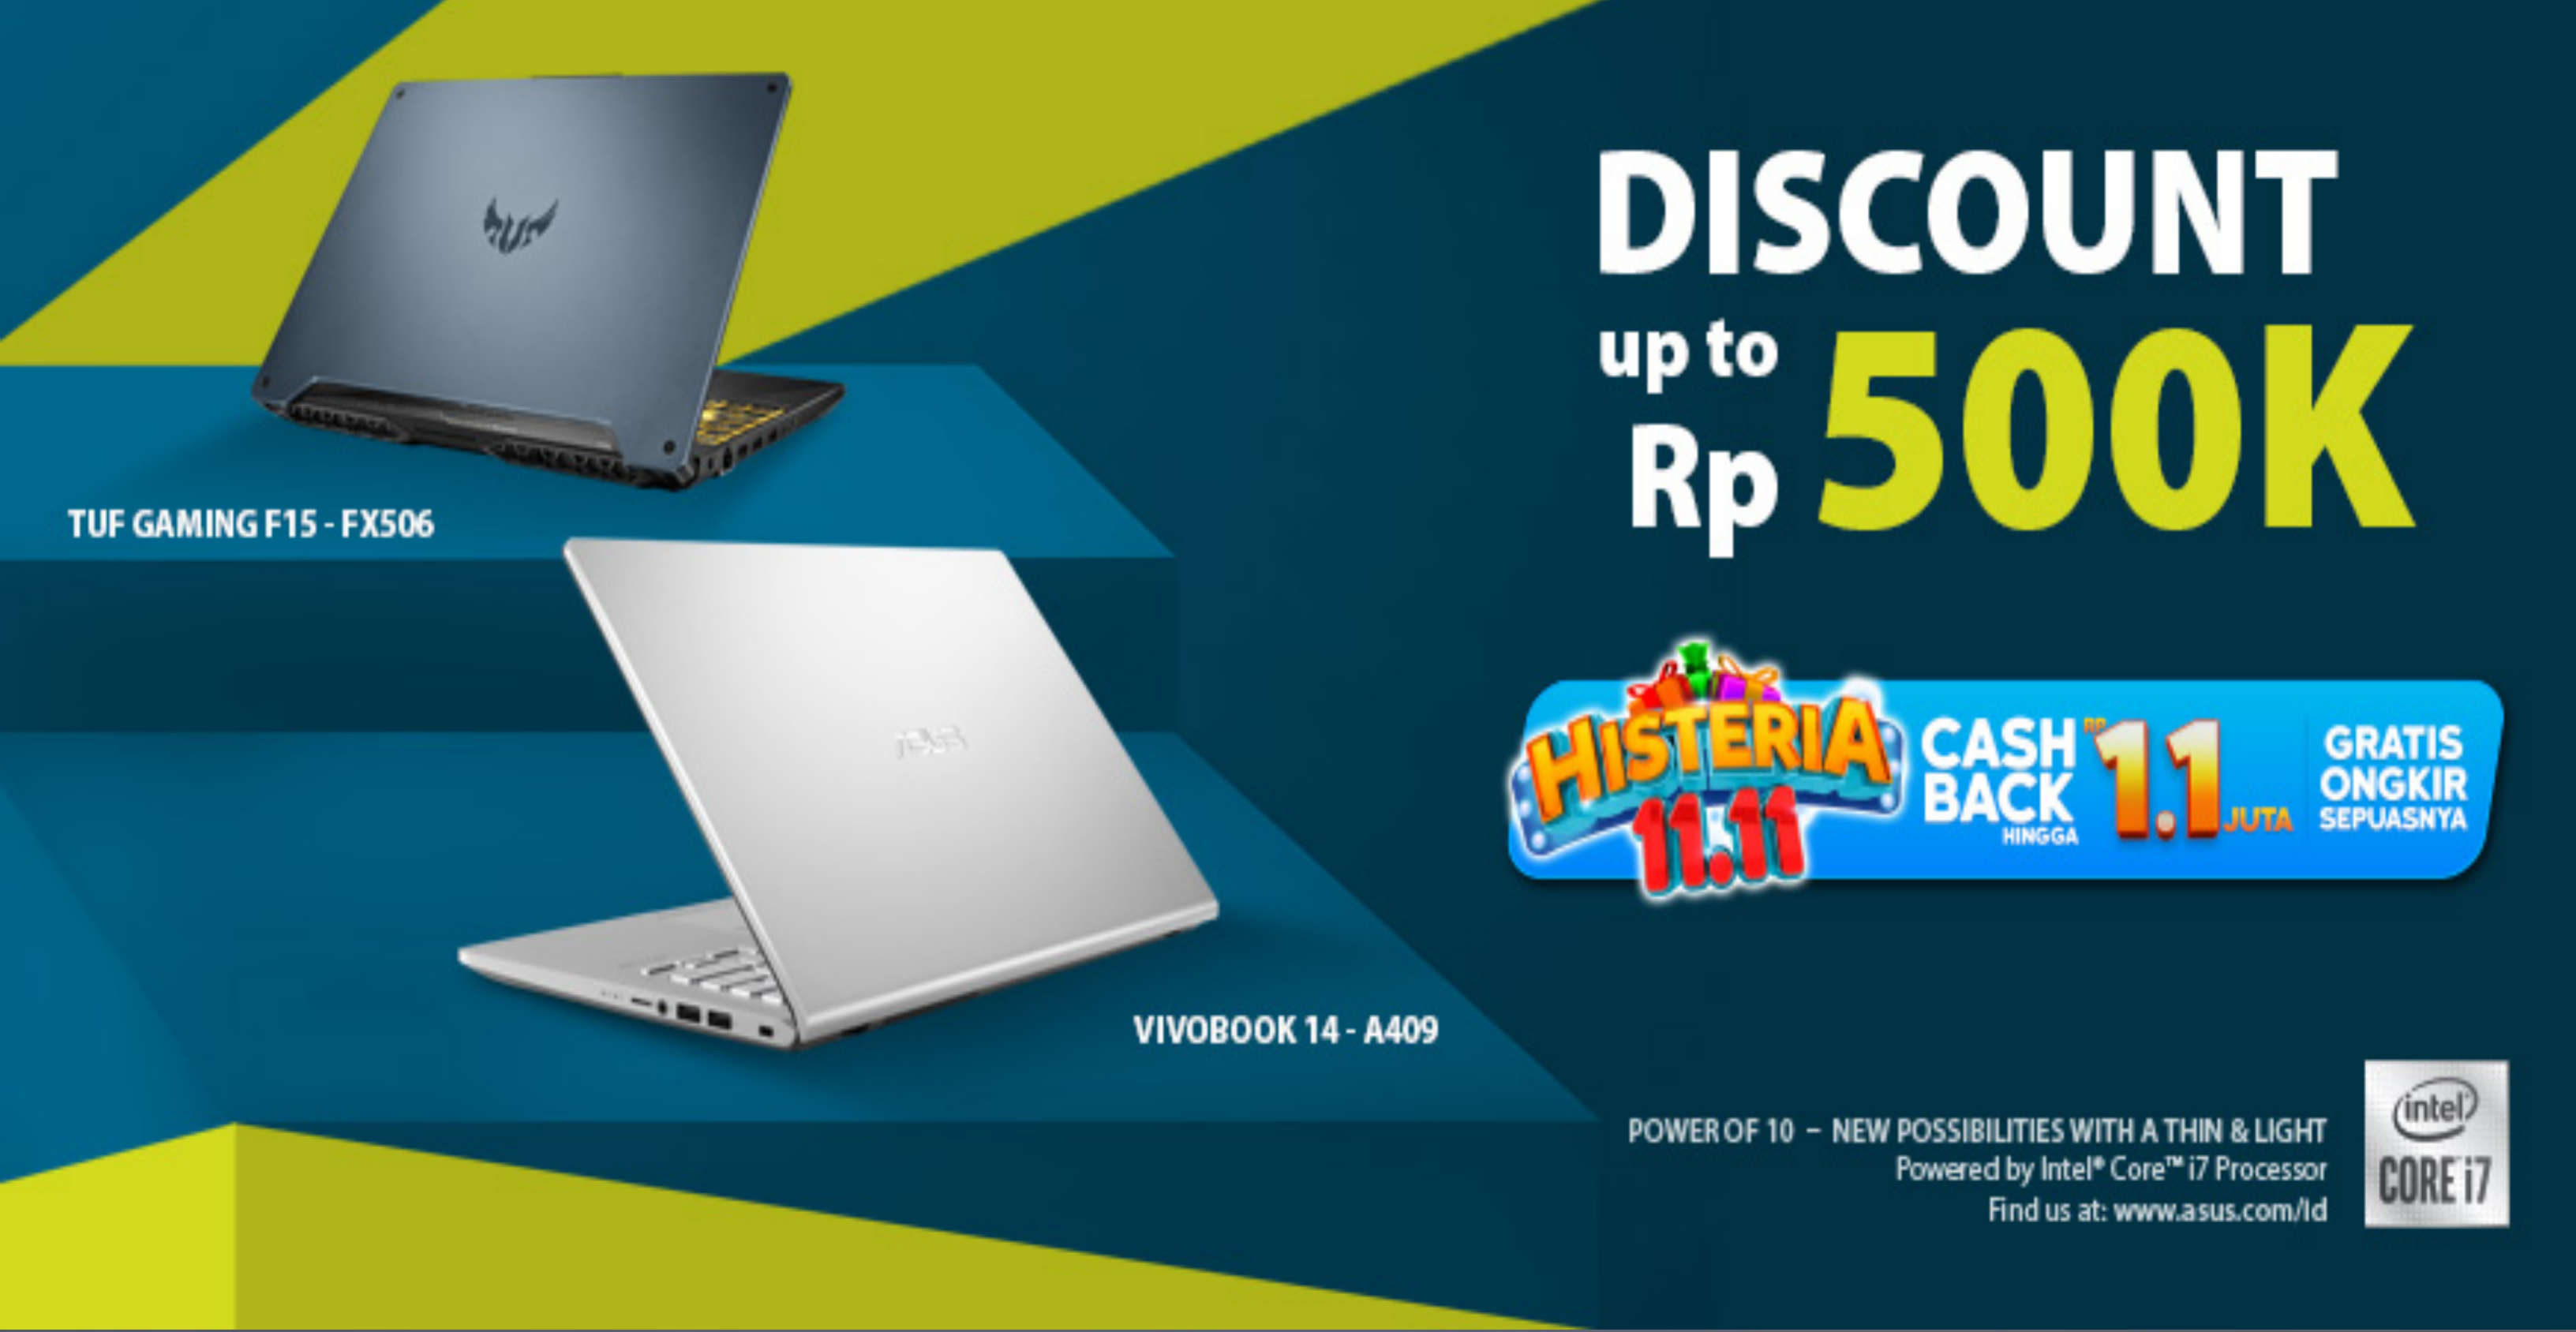 TUF
TUF GAMING F15 - FX506
ASUS
VIVOBOOK 14 - A409
DISCOUNT
up to
Rp 500K
HISTERIA
11.11
CASH
BACK
HINGGA
RP 1.1 JUTA
GRATIS
ONGKIR
SEPUASNYA
POWER OF 10 – NEW POSSIBILITIES WITH A THIN & LIGHT
Powered by Intel® Core™ i7 Processor
Find us at: www.asus.com/Id
intel
CORE i7